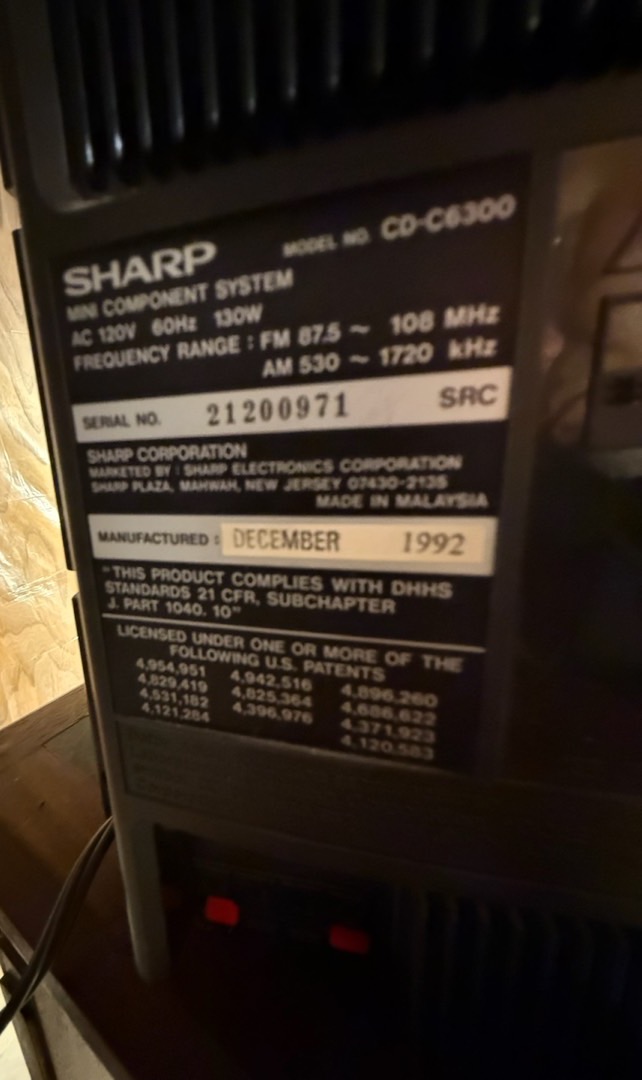 SHARP MODEL NO. CD-C6300
MINI COMPONENT SYSTEM
AC 120V 60Hz 130W
FREQUENCY RANGE : FM 87.5 ~ 108 MHz
AM 530 ~ 1720 kHz
SERIAL NO. 21200971 SRC
SHARP CORPORATION
MARKETED BY : SHARP ELECTRONICS CORPORATION
SHARP PLAZA, MAHWAH, NEW JERSEY 07430-2135
MADE IN MALAYSIA
MANUFACTURED : DECEMBER 1992
"THIS PRODUCT COMPLIES WITH DHHS
STANDARDS 21 CFR, SUBCHAPTER
J. PART 1040. 10"
LICENSED UNDER ONE OR MORE OF THE
FOLLOWING U.S. PATENTS
4,954,951 4,942,516 4,896,260
4,829,419 4,825,364 4,686,622
4,531,182 4,396,976 4,371,923
4,121,284 4,120,583